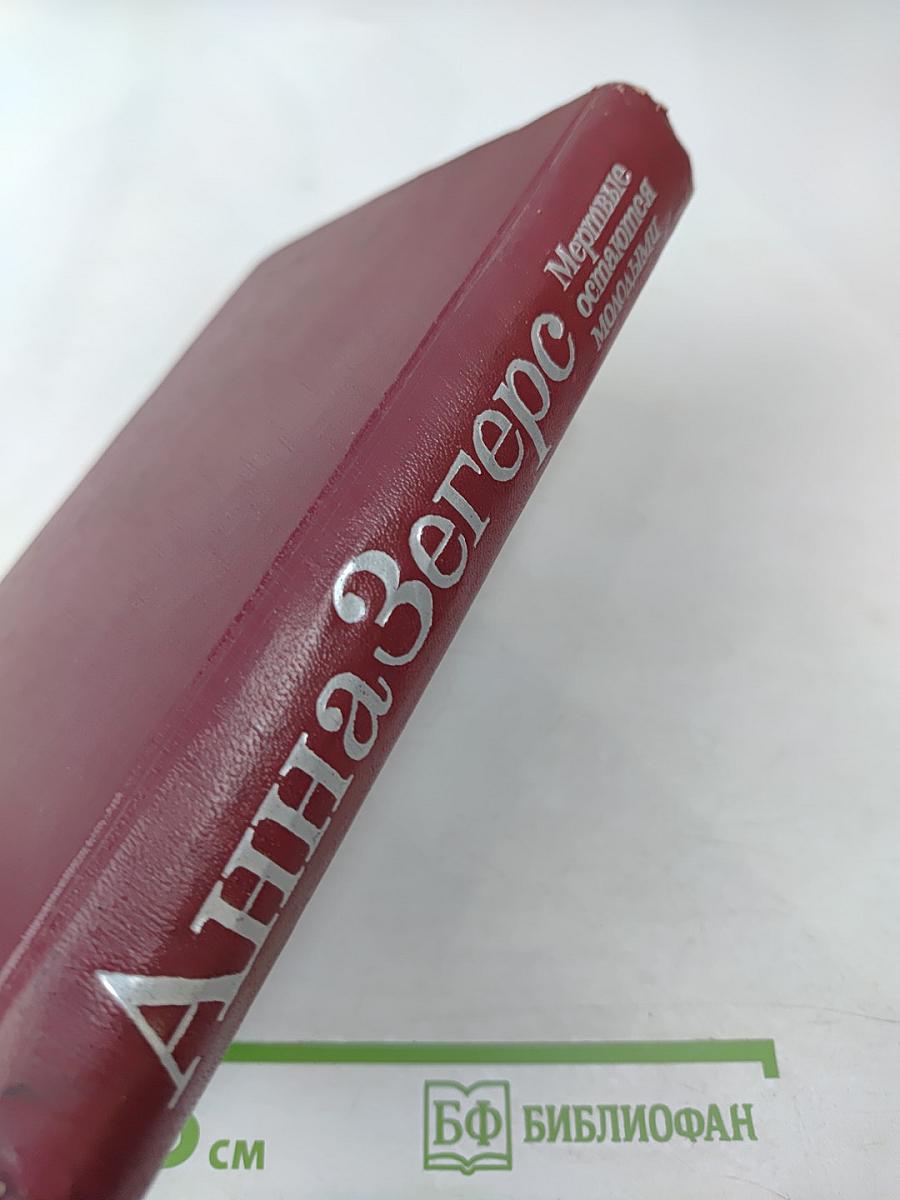 Анна Зегерс
Мертвые
остаются
молодыми
см
БФ БИБЛИОФАН